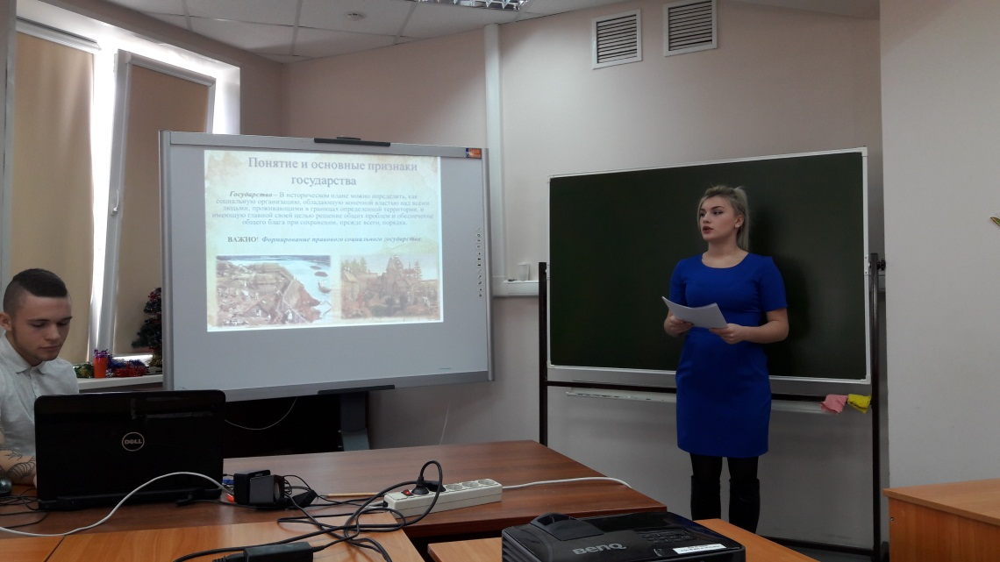 Понятие и основные признаки
государства
Государство – В историческом плане можно определить, как
социальную организацию, обладающую конечной властью над всеми
людьми, проживающими в границах определенной территории, и
имеющую главной своей целью решение общих проблем и обеспечение
общего блага при сохранении, прежде всего, порядка.
ВАЖНО! Формирование правового социального государства.
DELL
BENQ